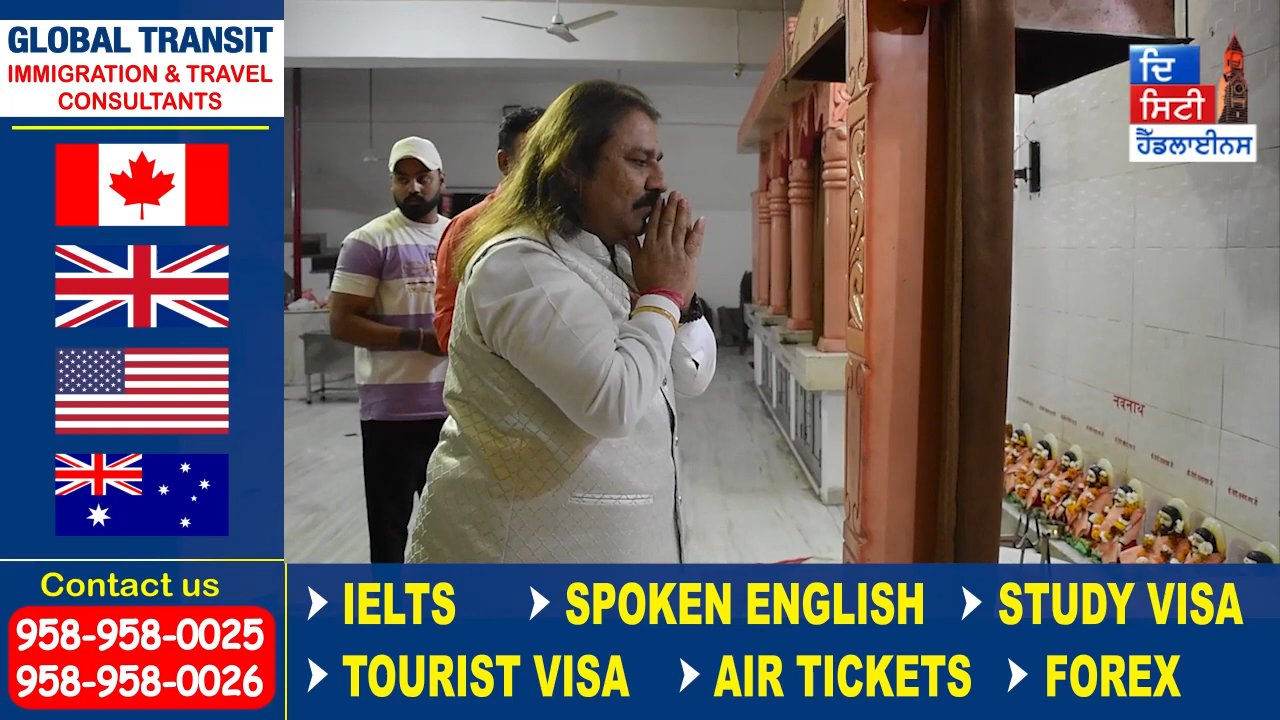 GLOBAL TRANSIT
IMMIGRATION & TRAVEL
CONSULTANTS
Contact us
958-958-0025
958-958-0026
ਦਿ
ਸਿਟੀ
ਹੈੱਡਲਾਈਨਸ
नवनाथ
IELTS
SPOKEN ENGLISH
STUDY VISA
TOURIST VISA
AIR TICKETS
FOREX